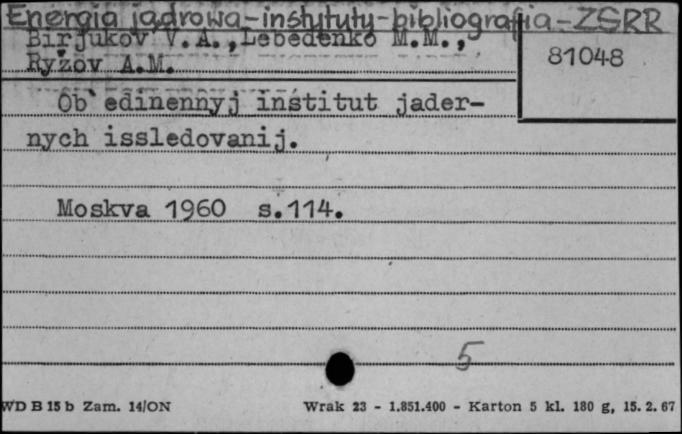 Energia jądrowa-instytuty-bibliografia-ZSRR
Birjukov V.A., Lebedenko M.M.,
Ryžov A.M.
81048
Ob`edinennyj institut jader-
nych issledovanij.
Moskva 1960 s.114.
5
WD B 15 b Zam. 14/ON
Wrak 23 - 1.851.400 - Karton 5 kl. 180 g, 15. 2. 67